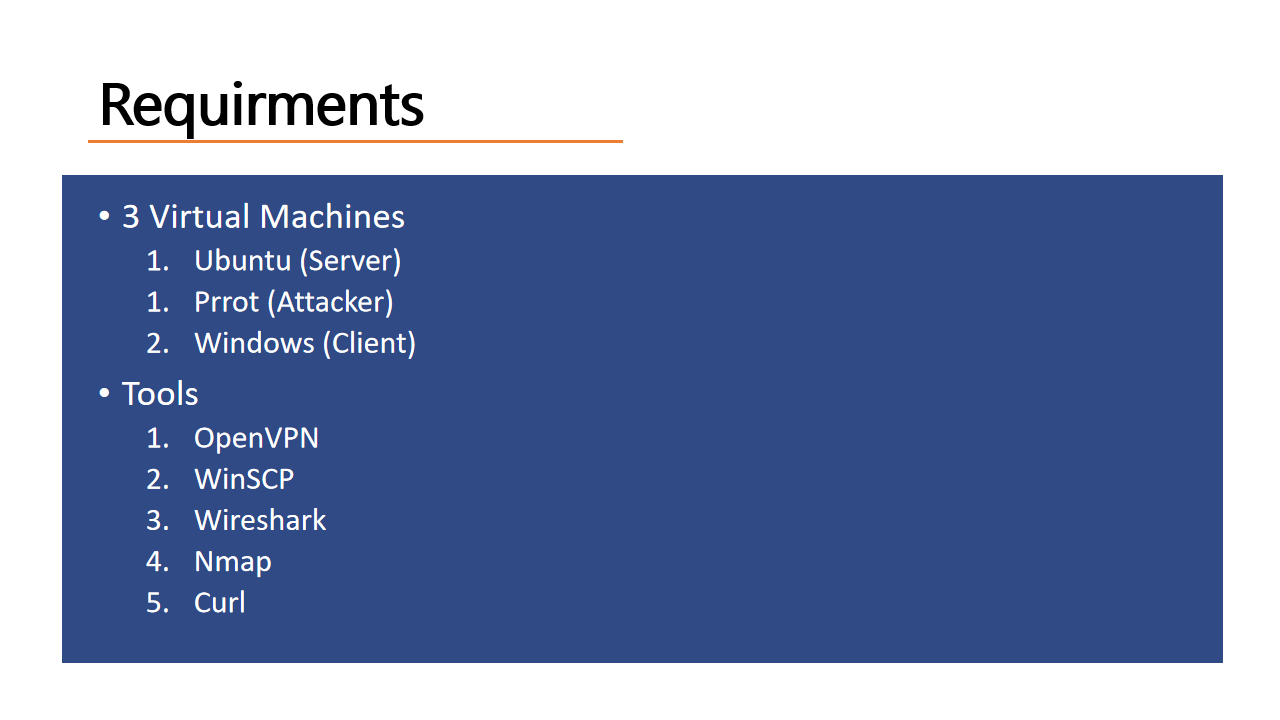 Requirments
• 3 Virtual Machines
1. Ubuntu (Server)
1. Prrot (Attacker)
2. Windows (Client)
• Tools
1. OpenVPN
2. WinSCP
3. Wireshark
4. Nmap
5. Curl